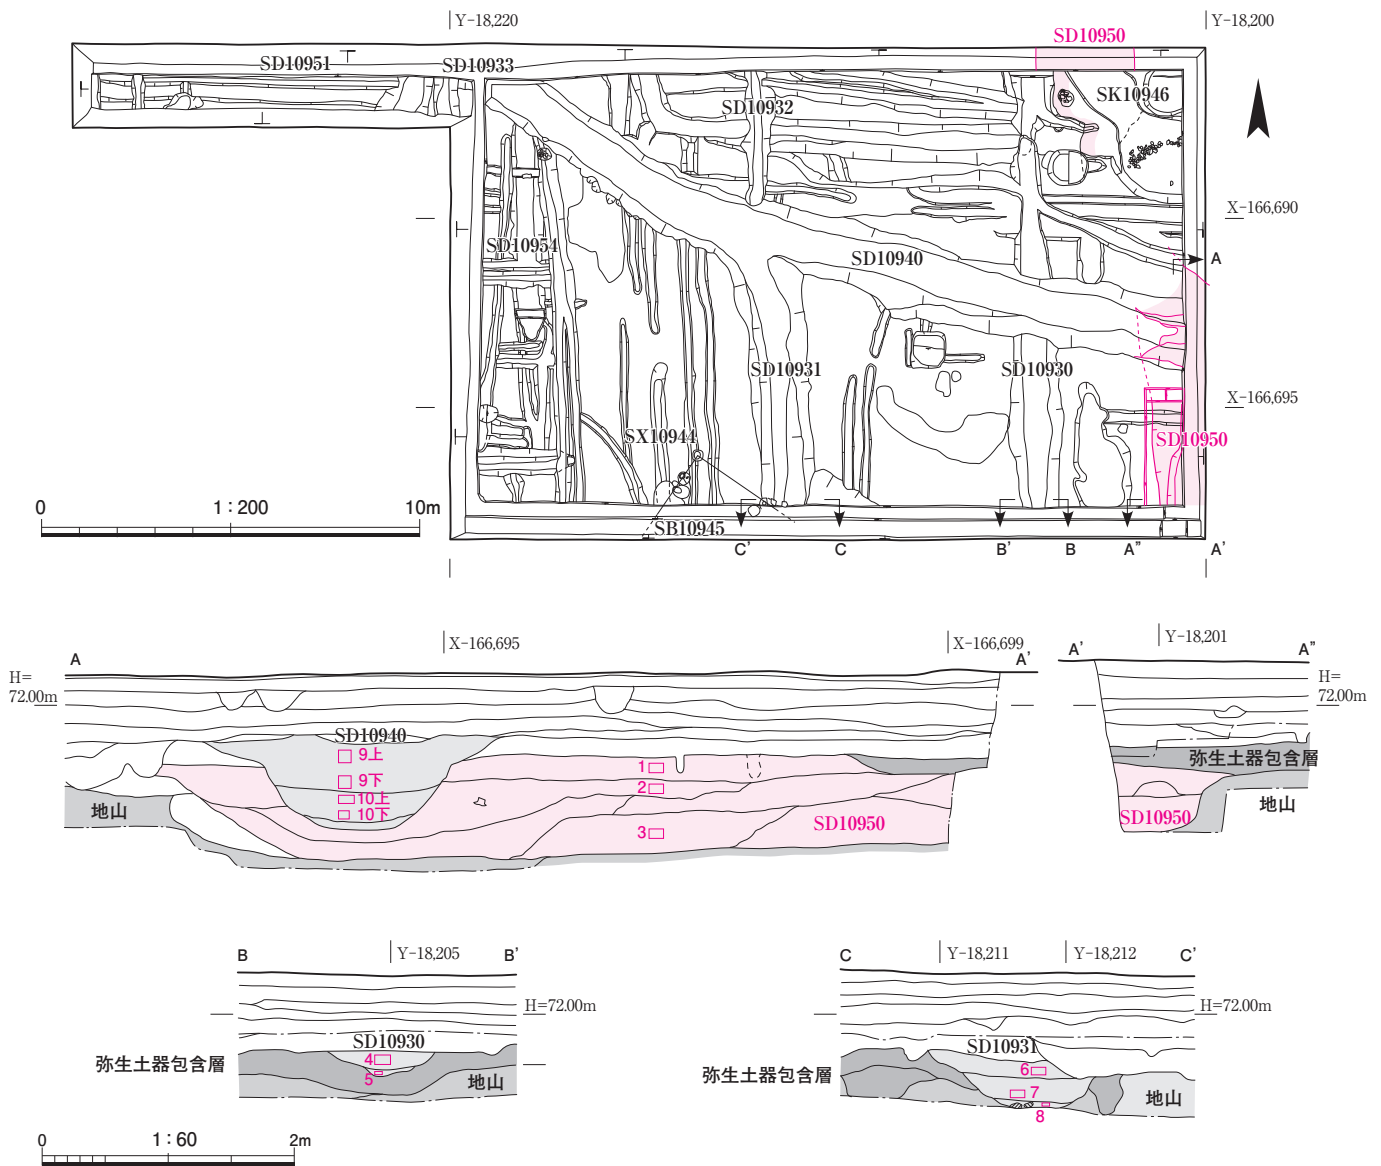 Y-18,220
Y-18,200
SD10950
SD10951
SD10933
SD10932
SK10946
X-166,690
SD10954
SD10940
A
SD10931
SD10930
X-166,695
SX10944
SD10950
0 1：200 10m
SB10945
C' C B' B A" A'
A X-166,695 X-166,699 A' A' Y-18,201 A"
H=
72.00m
H=
72.00m
SD10940
9上
9下
10上
10下
1
2
3
地山
SD10950
弥生土器包含層
SD10950
地山
B Y-18,205 B'
H=72.00m
SD10930
4
5
弥生土器包含層
地山
C Y-18,211 Y-18,212 C'
H=72.00m
SD10931
6
7
8
弥生土器包含層
地山
0 1：60 2m